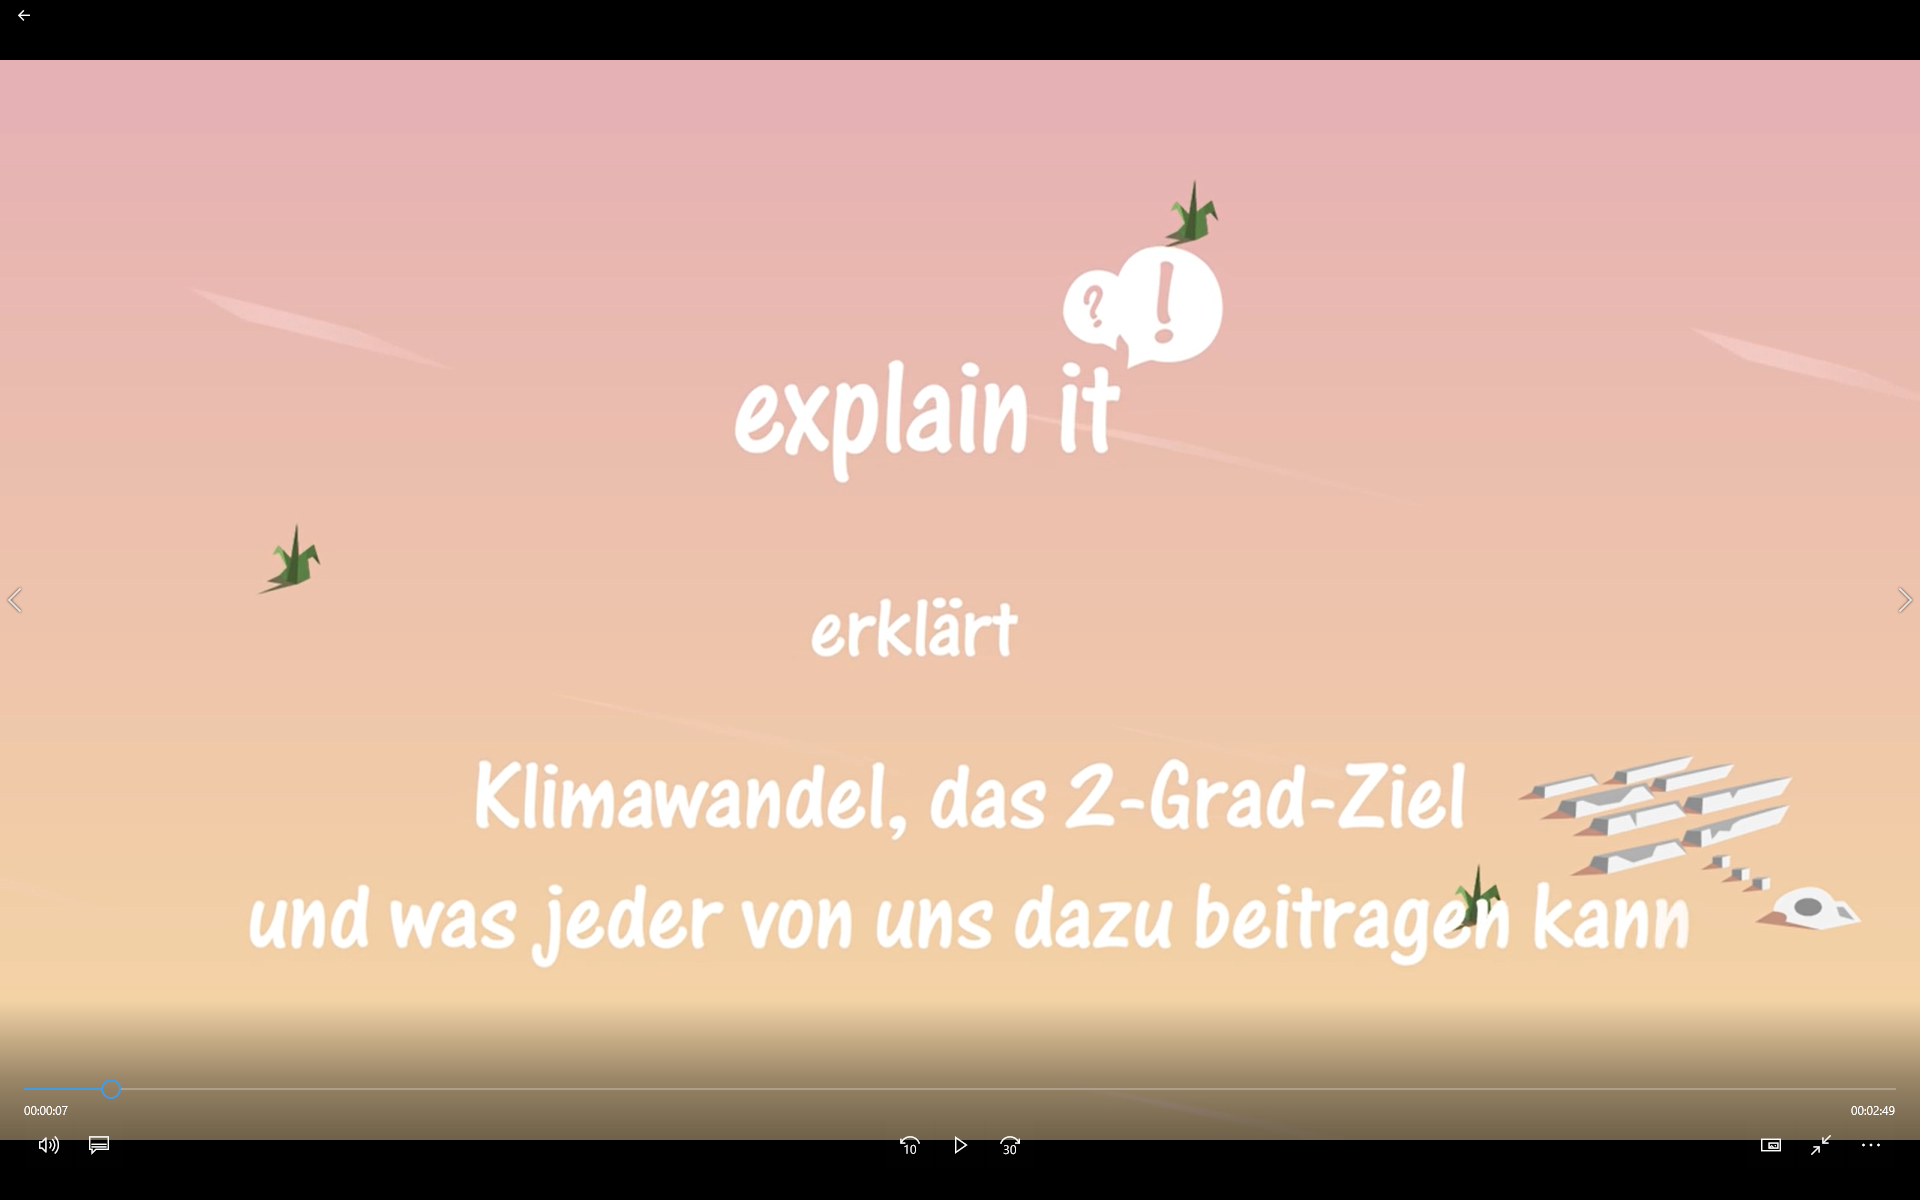 ? !
explain it
erklärt
Klimawandel, das 2-Grad-Ziel
und was jeder von uns dazu beitragen kann
00:00:07
00:02:49
10
30